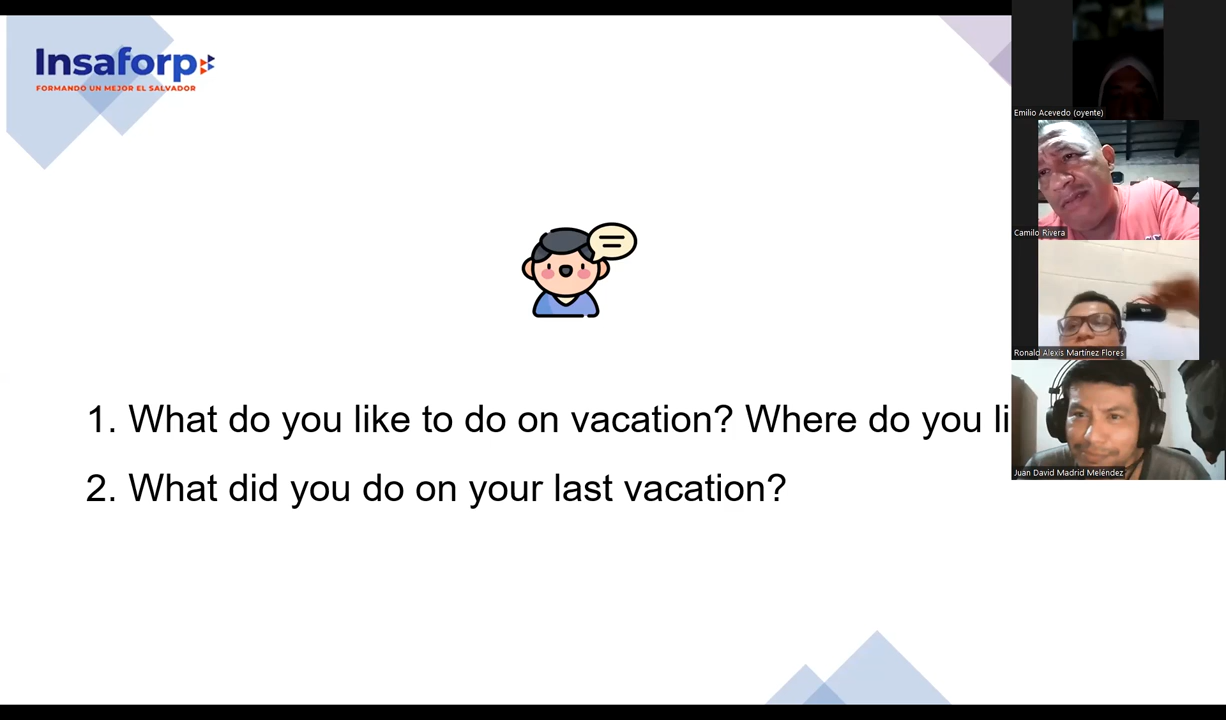 Insaforp
FORMANDO UN MEJOR EL SALVADOR
1. What do you like to do on vacation? Where do you li
2. What did you do on your last vacation?
Emilio Acevedo (oyente)
Camilo Rivera
Ronald Alexis Martínez Flores
Juan David Madrid Meléndez